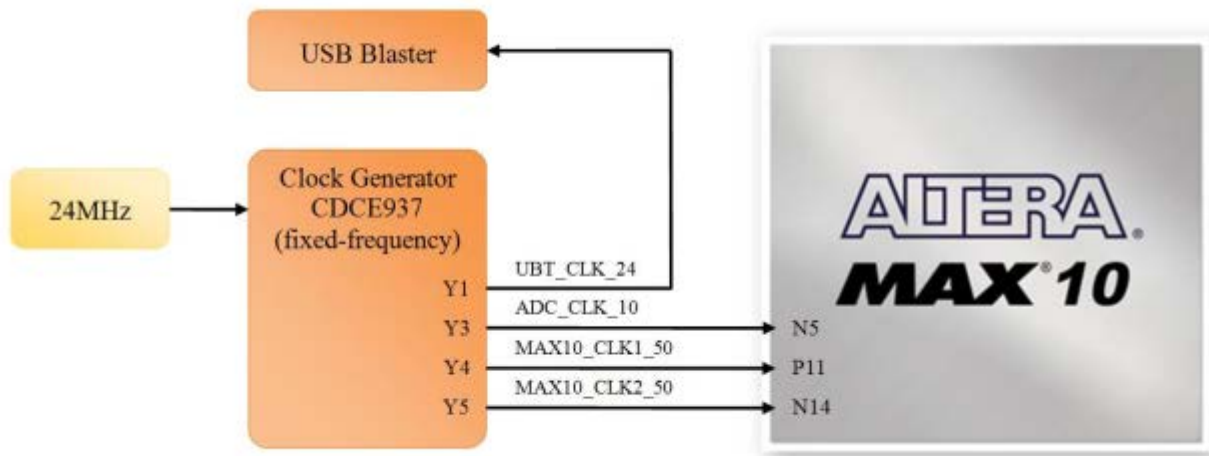 USB Blaster
24MHz
Clock Generator
CDCE937
(fixed-frequency)
Y1
UBT_CLK_24
Y3
ADC_CLK_10
N5
Y4
MAX10_CLK1_50
P11
Y5
MAX10_CLK2_50
N14
ALTERA®
MAX® 10